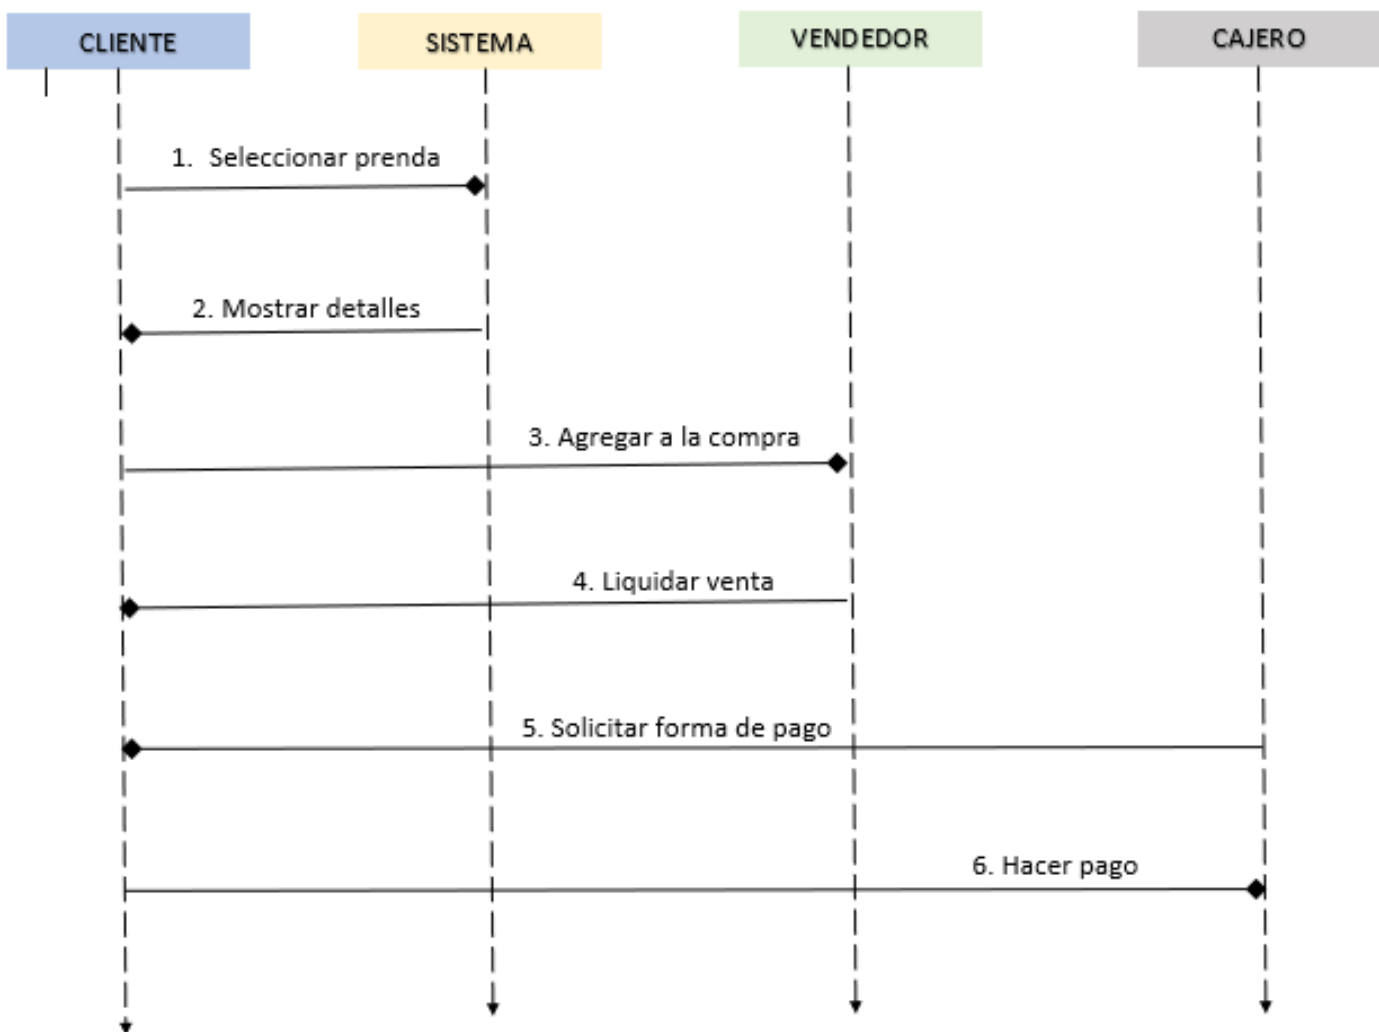 CLIENTE
SISTEMA
VENDEDOR
CAJERO
1. Seleccionar prenda
2. Mostrar detalles
3. Agregar a la compra
4. Liquidar venta
5. Solicitar forma de pago
6. Hacer pago